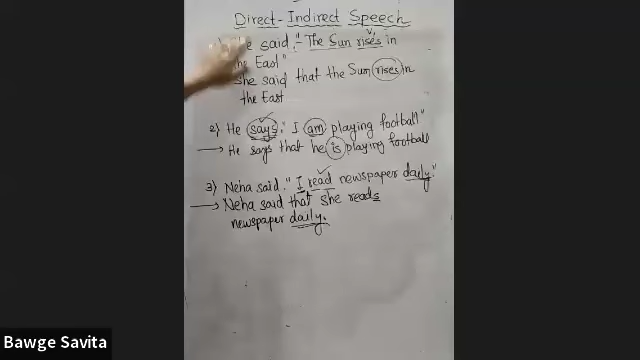 Direct-Indirect Speech
said. "The Sun rises in
East"
she said that the Sun rises in
the East
2) He says. "I am playing football"
→ He says that he is playing football
3) Neha said. "I read newspaper daily."
→ Neha said that she reads
newspaper daily.
Bawge Savita